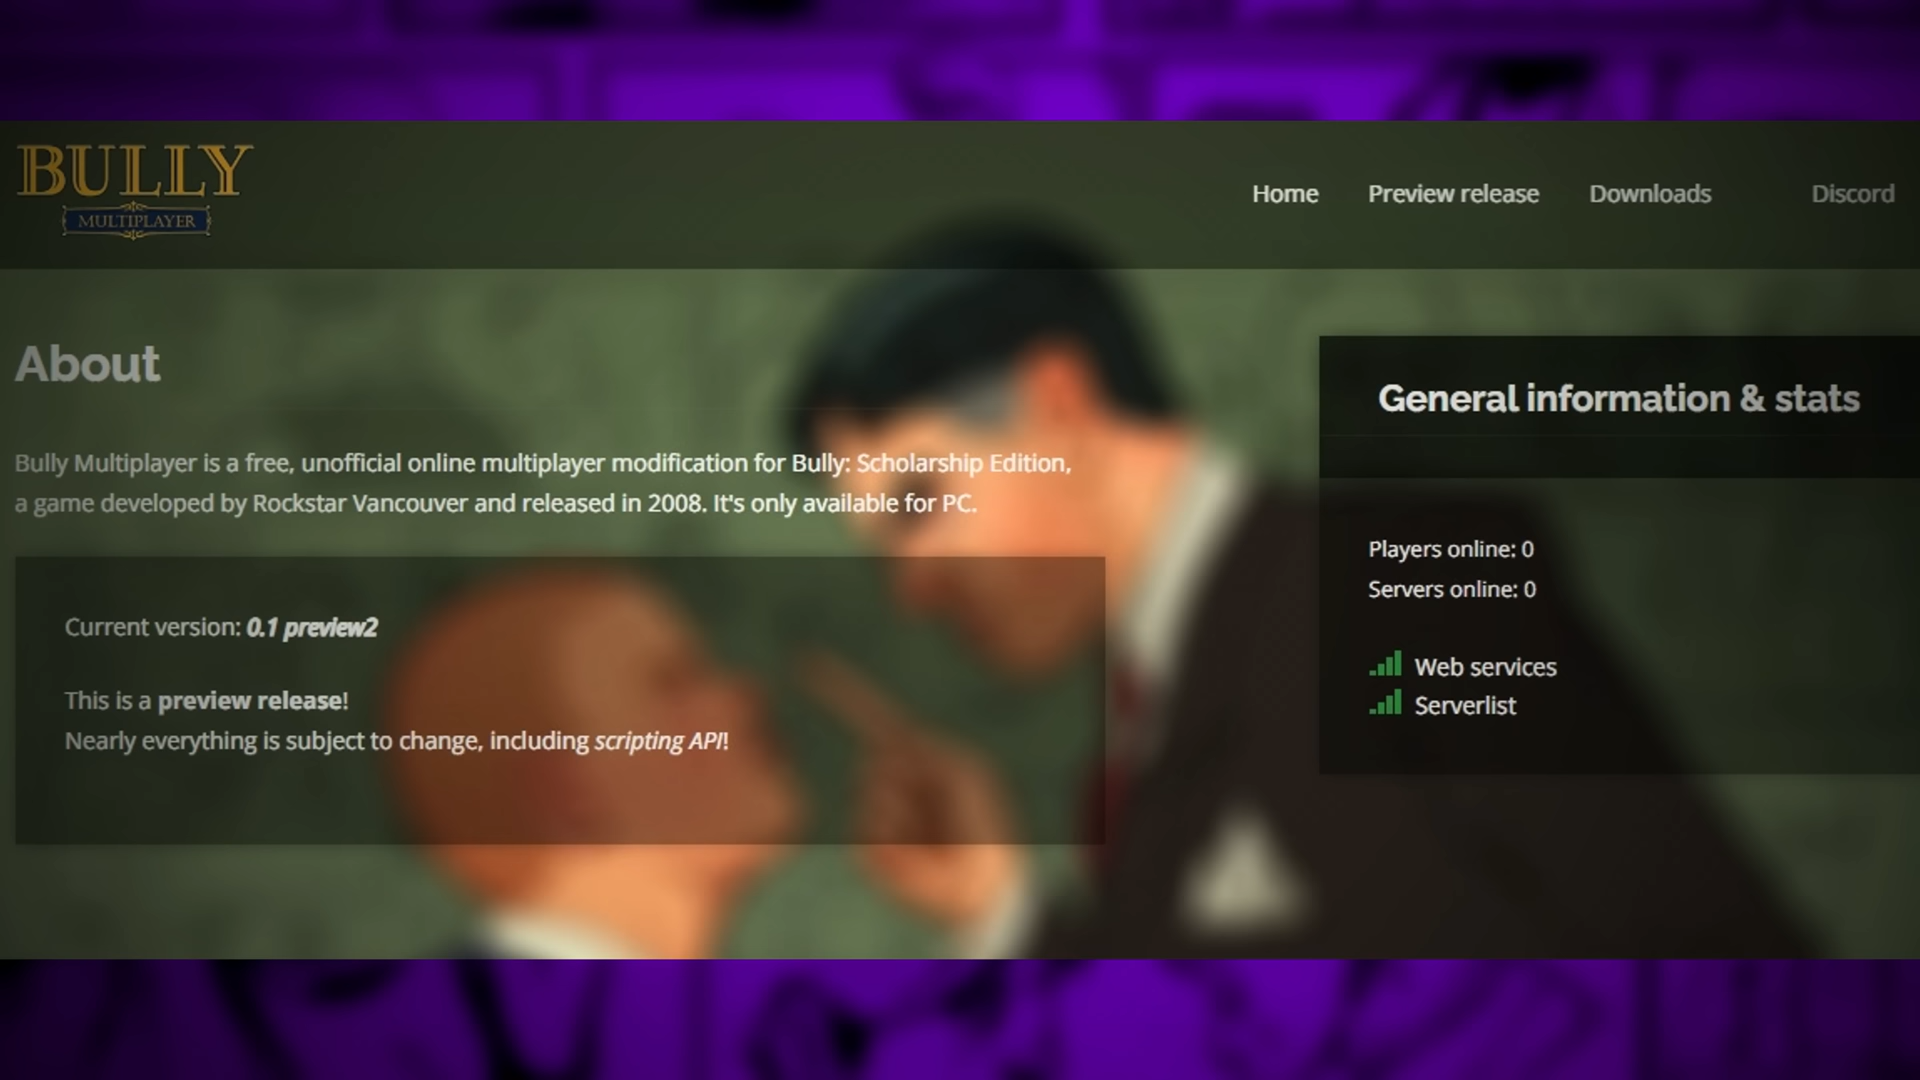 BULLY
MULTIPLAYER
Home Preview release Downloads Discord
About
Bully Multiplayer is a free, unofficial online multiplayer modification for Bully: Scholarship Edition,
a game developed by Rockstar Vancouver and released in 2008. It's only available for PC.
Current version: 0.1 preview2
This is a preview release!
Nearly everything is subject to change, including scripting API!
General information & stats
Players online: 0
Servers online: 0
Web services
Serverlist